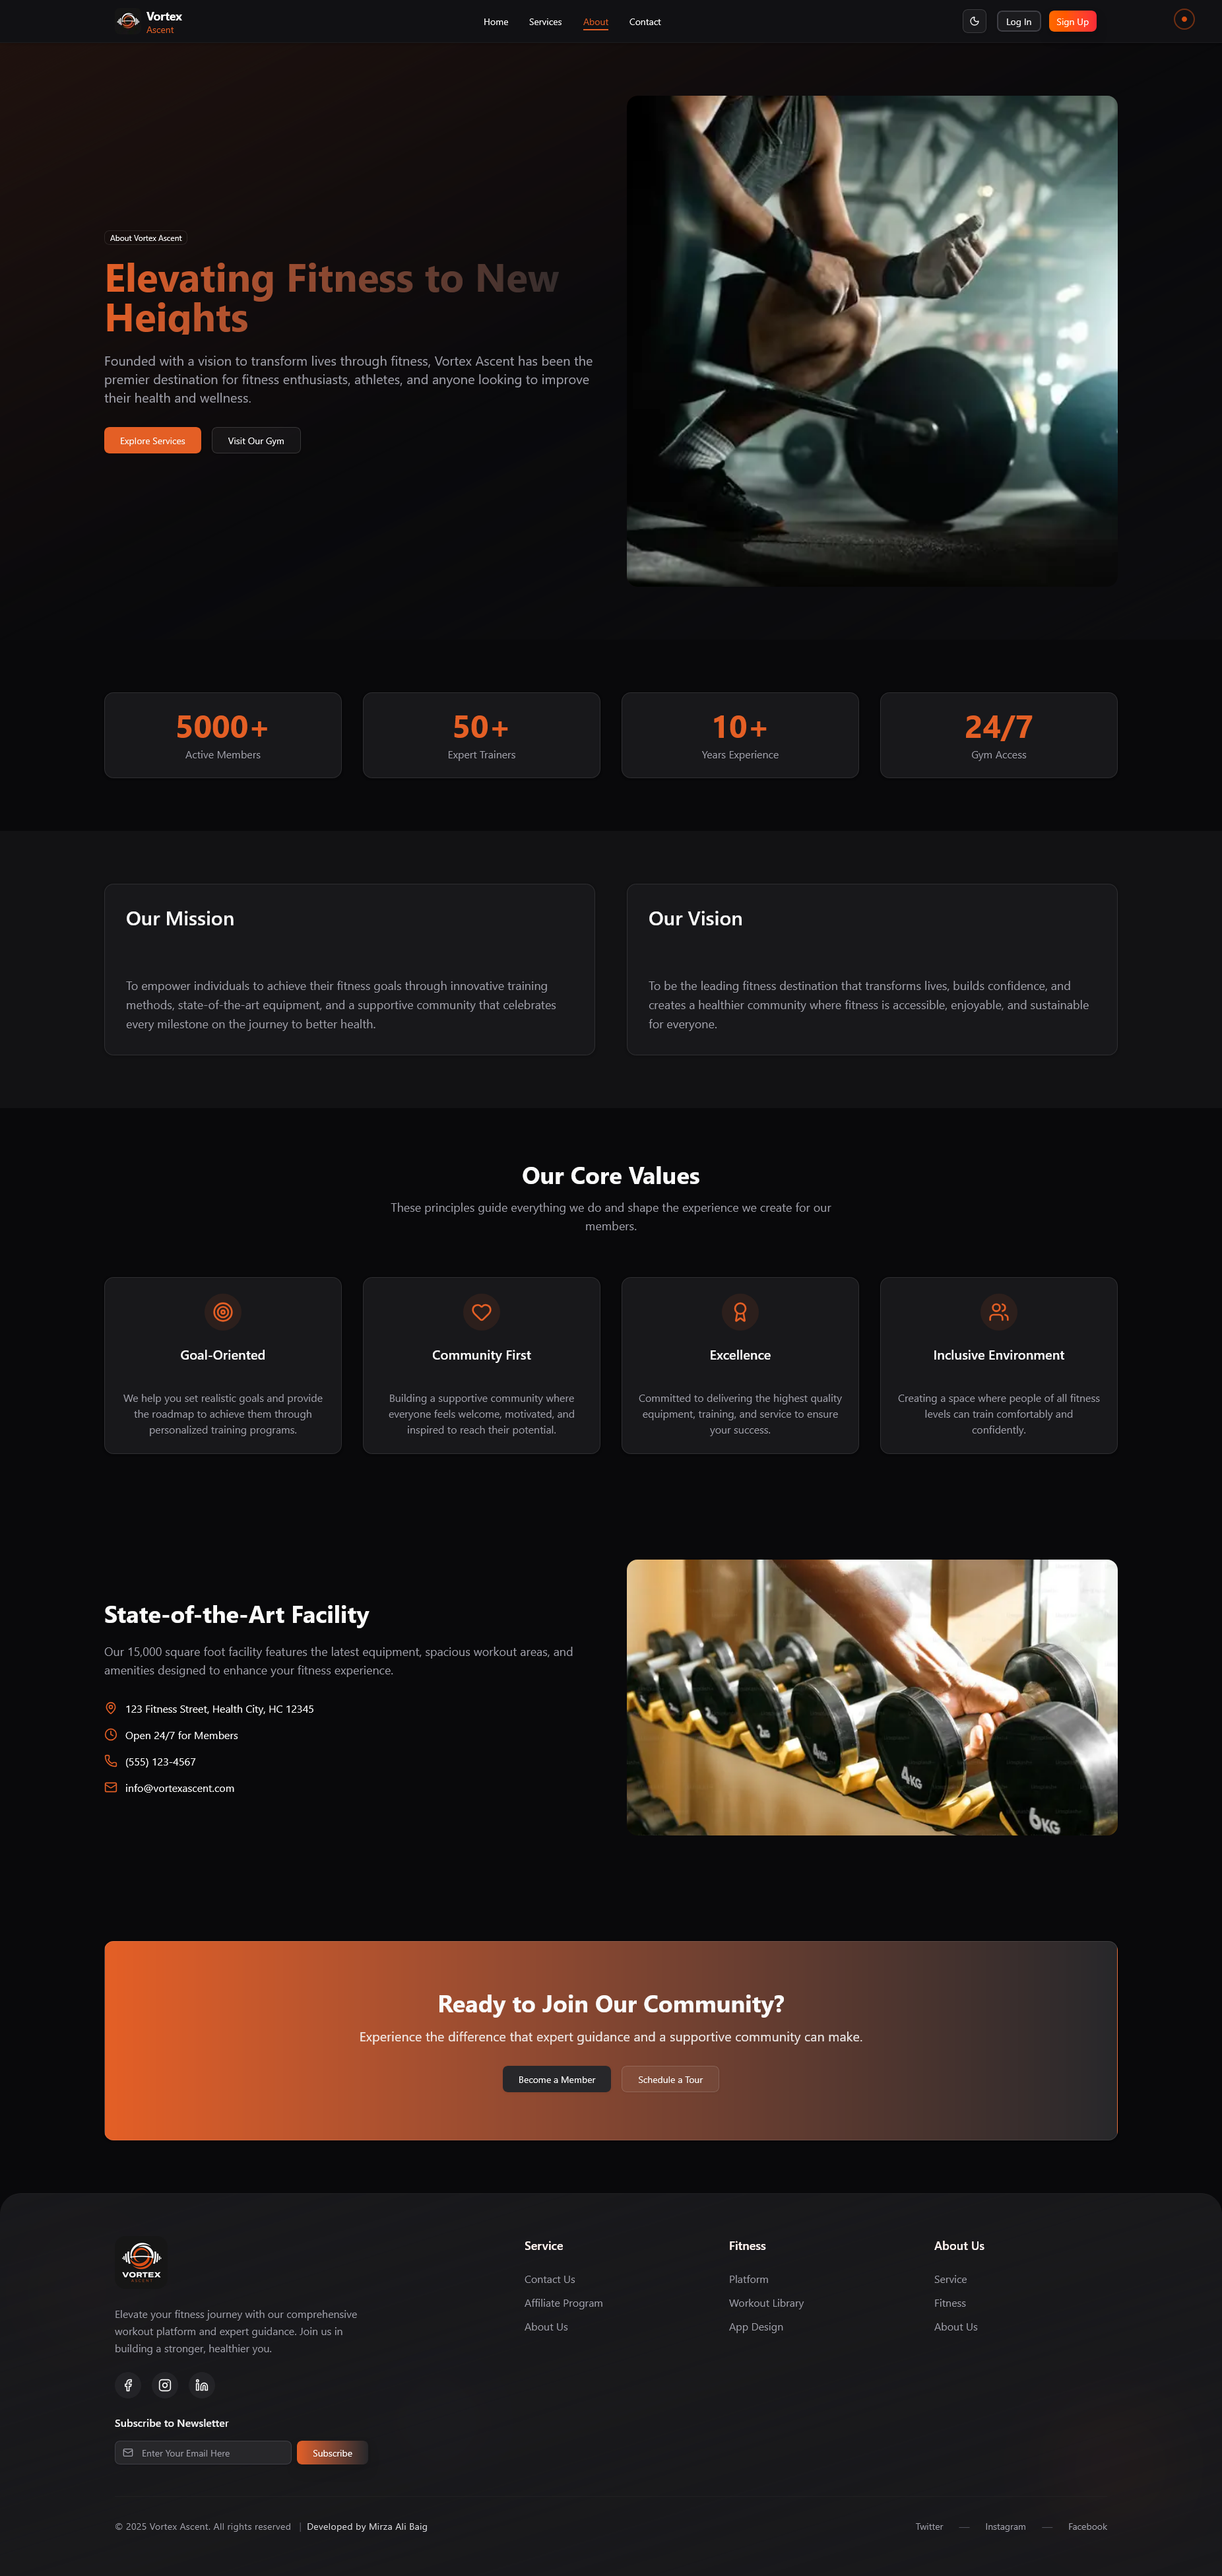 Vortex
Ascent
Home
Services
About
Contact
Log In
Sign Up
About Vortex Ascent
Elevating Fitness to New
Heights
Founded with a vision to transform lives through fitness, Vortex Ascent has been the
premier destination for fitness enthusiasts, athletes, and anyone looking to improve
their health and wellness.
Explore Services
Visit Our Gym
5000+
Active Members
50+
Expert Trainers
10+
Years Experience
24/7
Gym Access
Our Mission
To empower individuals to achieve their fitness goals through innovative training
methods, state-of-the-art equipment, and a supportive community that celebrates
every milestone on the journey to better health.
Our Vision
To be the leading fitness destination that transforms lives, builds confidence, and
creates a healthier community where fitness is accessible, enjoyable, and sustainable
for everyone.
Our Core Values
These principles guide everything we do and shape the experience we create for our
members.
Goal-Oriented
We help you set realistic goals and provide
the roadmap to achieve them through
personalized training programs.
Community First
Building a supportive community where
everyone feels welcome, motivated, and
inspired to reach their potential.
Excellence
Committed to delivering the highest quality
equipment, training, and service to ensure
your success.
Inclusive Environment
Creating a space where people of all fitness
levels can train comfortably and
confidently.
State-of-the-Art Facility
Our 15,000 square foot facility features the latest equipment, spacious workout areas, and
amenities designed to enhance your fitness experience.
123 Fitness Street, Health City, HC 12345
Open 24/7 for Members
(555) 123-4567
info@vortexascent.com
2KG
4KG
4KG
6KG
Ready to Join Our Community?
Experience the difference that expert guidance and a supportive community can make.
Become a Member
Schedule a Tour
VORTEX
ASCENT
Elevate your fitness journey with our comprehensive
workout platform and expert guidance. Join us in
building a stronger, healthier you.
Subscribe to Newsletter
Enter Your Email Here
Subscribe
Service
Contact Us
Affiliate Program
About Us
Fitness
Platform
Workout Library
App Design
About Us
Service
Fitness
About Us
© 2025 Vortex Ascent. All rights reserved | Developed by Mirza Ali Baig
Twitter — Instagram — Facebook